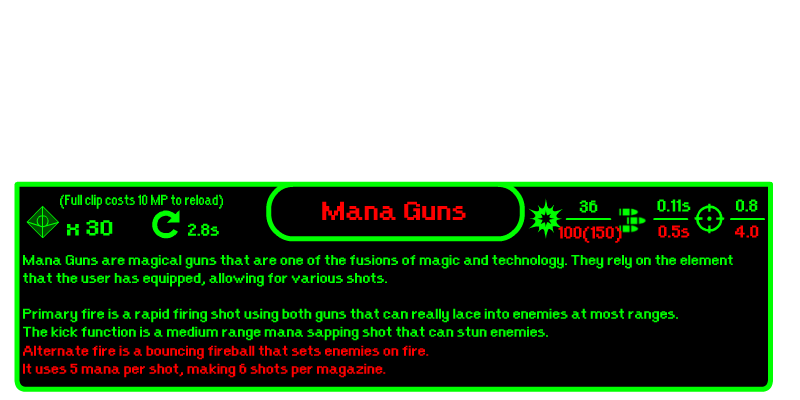 (Full clip costs 10 MP to reload)
x 30
2.8s
Mana Guns
36
100(150)
0.11s
0.5s
0.8
4.0
Mana Guns are magical guns that are one of the fusions of magic and technology. They rely on the element
that the user has equipped, allowing for various shots.
Primary fire is a rapid firing shot using both guns that can really lace into enemies at most ranges.
The kick function is a medium range mana sapping shot that can stun enemies.
Alternate fire is a bouncing fireball that sets enemies on fire.
It uses 5 mana per shot, making 6 shots per magazine.